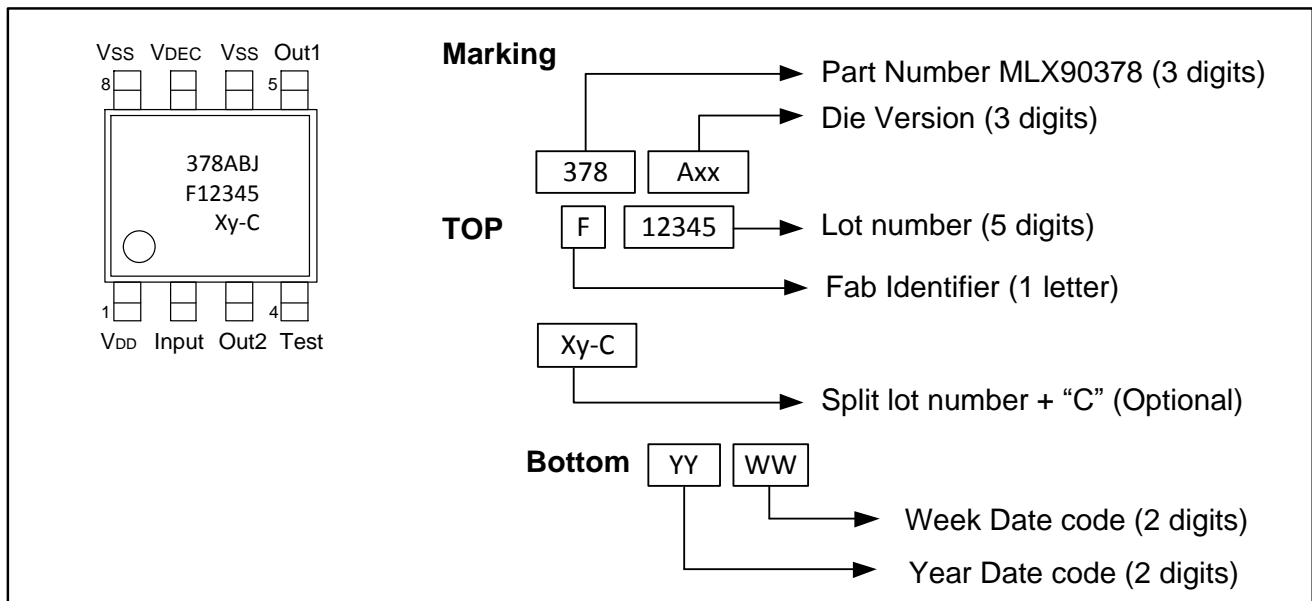 VSS VDEC VSS Out1
8 5
378ABJ
F12345
Xy-C
1 4
VDD Input Out2 Test
Marking
Part Number MLX90378 (3 digits)
Die Version (3 digits)
378 Axx
TOP F 12345 Lot number (5 digits)
Fab Identifier (1 letter)
Xy-C
Split lot number + “C” (Optional)
Bottom YY WW
Week Date code (2 digits)
Year Date code (2 digits)